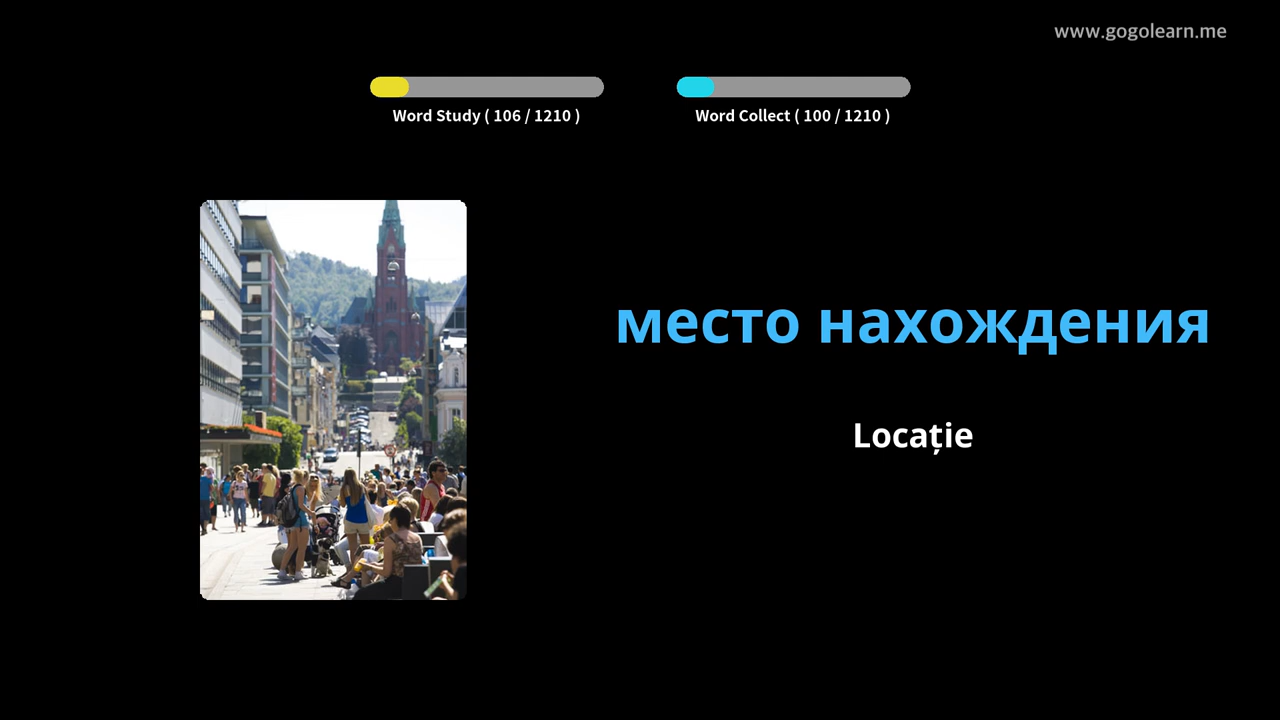 www.gogolearn.me
Word Study ( 106 / 1210 )
Word Collect ( 100 / 1210 )
место нахождения
Locație